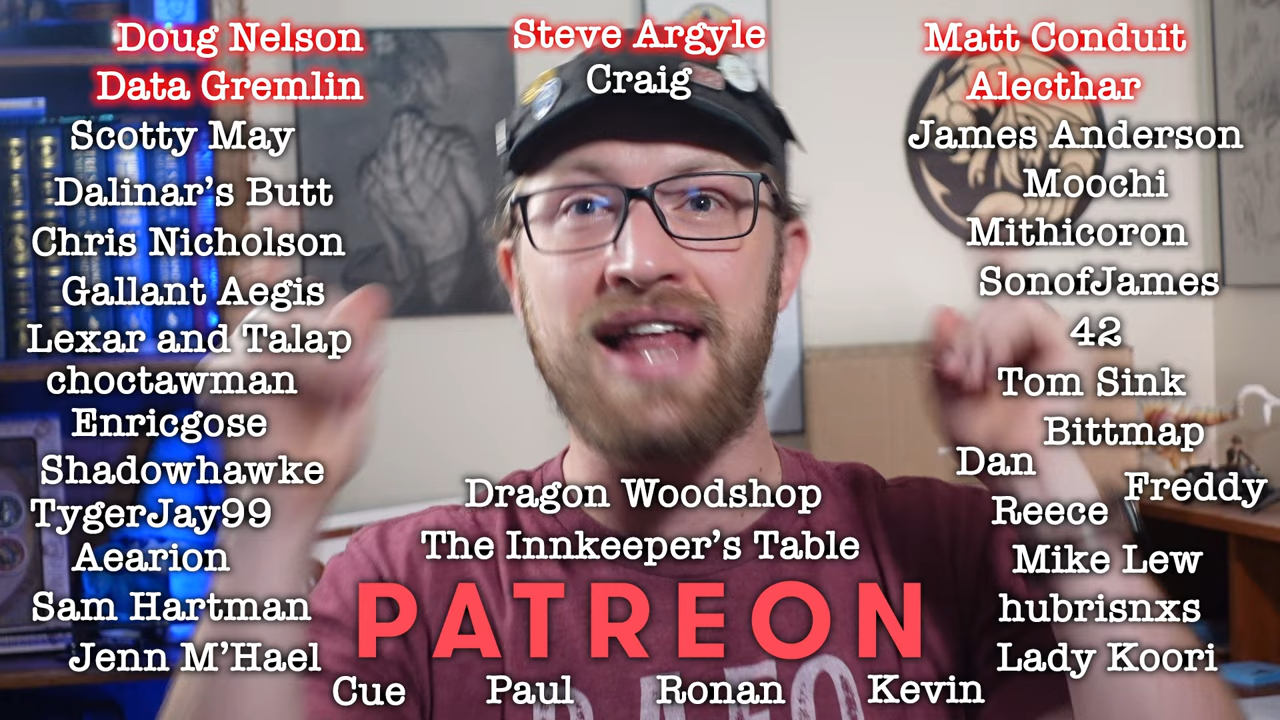 Doug Nelson
Data Gremlin
Scotty May
Dalinar’s Butt
Chris Nicholson
Gallant Aegis
Lexar and Talap
choctawman
Enricgose
Shadowhawke
TygerJay99
Aearion
Sam Hartman
Jenn M’Hael
Steve Argyle
Craig
Dragon Woodshop
The Innkeeper’s Table
PATREON
Matt Conduit
Alecthar
James Anderson
Moochi
Mithicoron
SonofJames
42
Tom Sink
Bittmap
Dan
Freddy
Reece
Mike Lew
hubrisnxs
Lady Koori
Cue
Paul
Ronan
Kevin